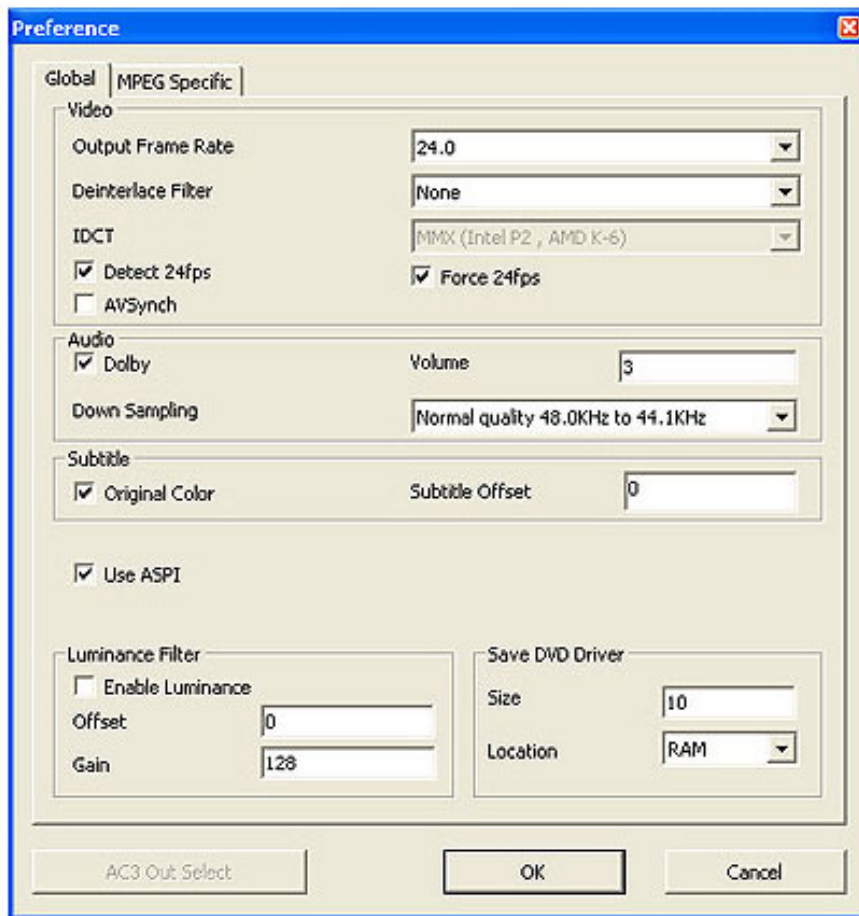 Preference
Global MPEG Specific
Video
Output Frame Rate 24.0
Deinterlace Filter None
IDCT MMX (Intel P2 , AMD K-6)
Detect 24fps Force 24fps
AVSynch
Audio
Dolby Volume 3
Down Sampling Normal quality 48.0KHz to 44.1KHz
Subtitle
Original Color Subtitle Offset 0
Use ASPI
Luminance Filter Save DVD Driver
Enable Luminance
Size 10
Offset 0
Location RAM
Gain 128
AC3 Out Select OK Cancel